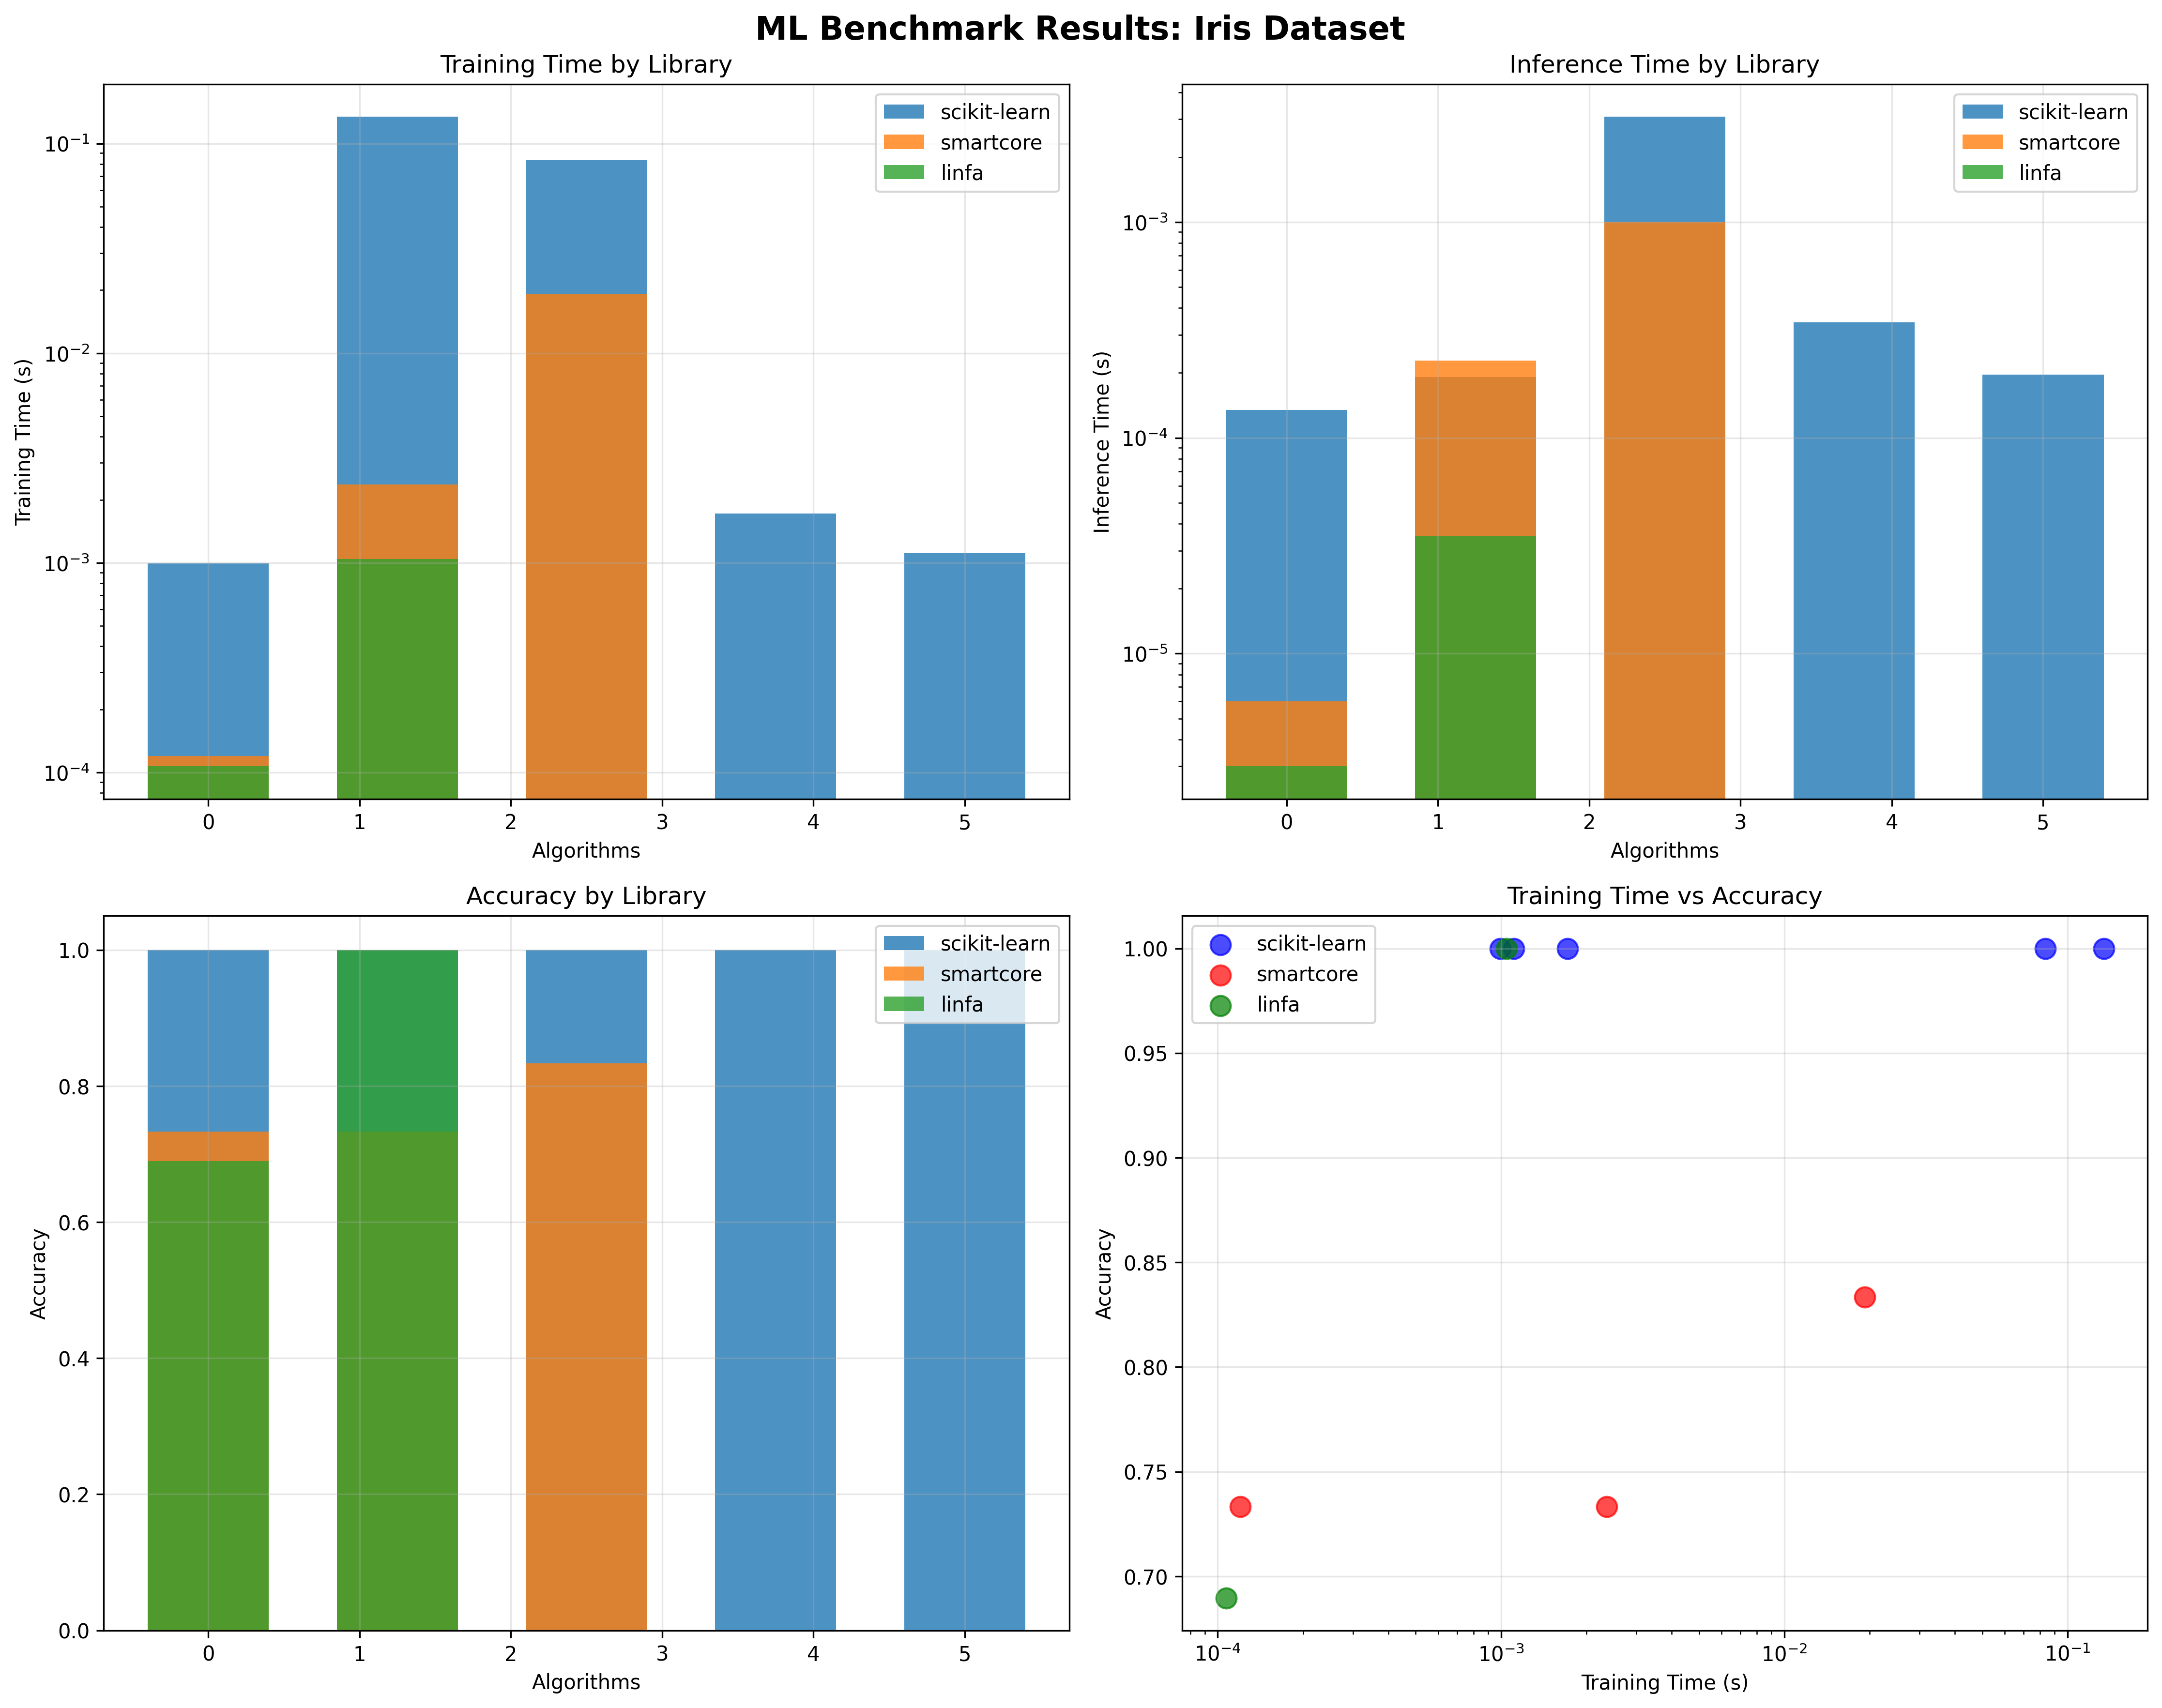 ML Benchmark Results: Iris Dataset
Training Time by Library
Training Time (s)
10⁻¹
10⁻²
10⁻³
10⁻⁴
scikit-learn
smartcore
linfa
0 1 2 3 4 5
Algorithms
Inference Time by Library
Inference Time (s)
10⁻³
10⁻⁴
10⁻⁵
scikit-learn
smartcore
linfa
0 1 2 3 4 5
Algorithms
Accuracy by Library
Accuracy
1.0
0.8
0.6
0.4
0.2
0.0
scikit-learn
smartcore
linfa
0 1 2 3 4 5
Algorithms
Training Time vs Accuracy
Accuracy
1.00
0.95
0.90
0.85
0.80
0.75
0.70
scikit-learn
smartcore
linfa
10⁻⁴ 10⁻³ 10⁻² 10⁻¹
Training Time (s)